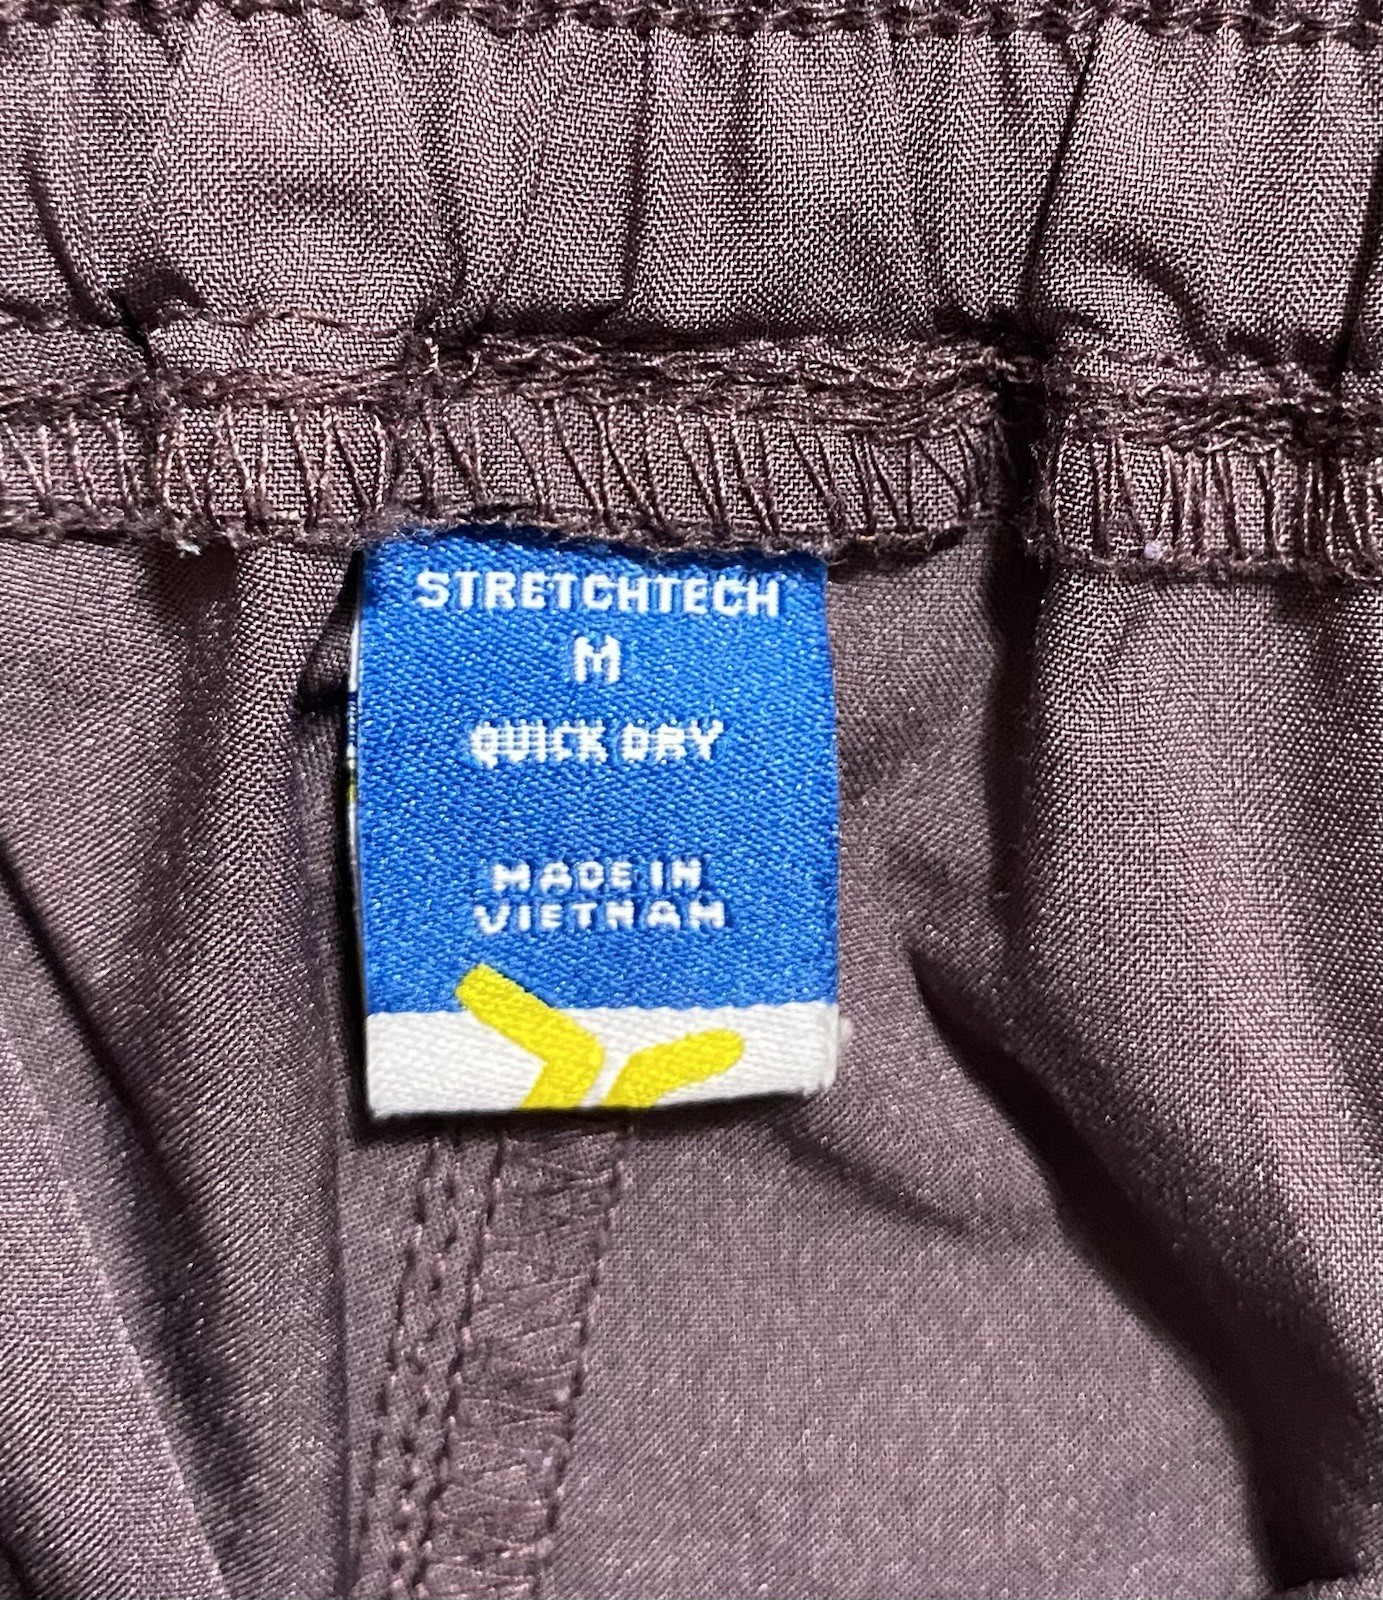 STRETCHTECH
M
QUICK DRY
MADE IN
VIETNAM